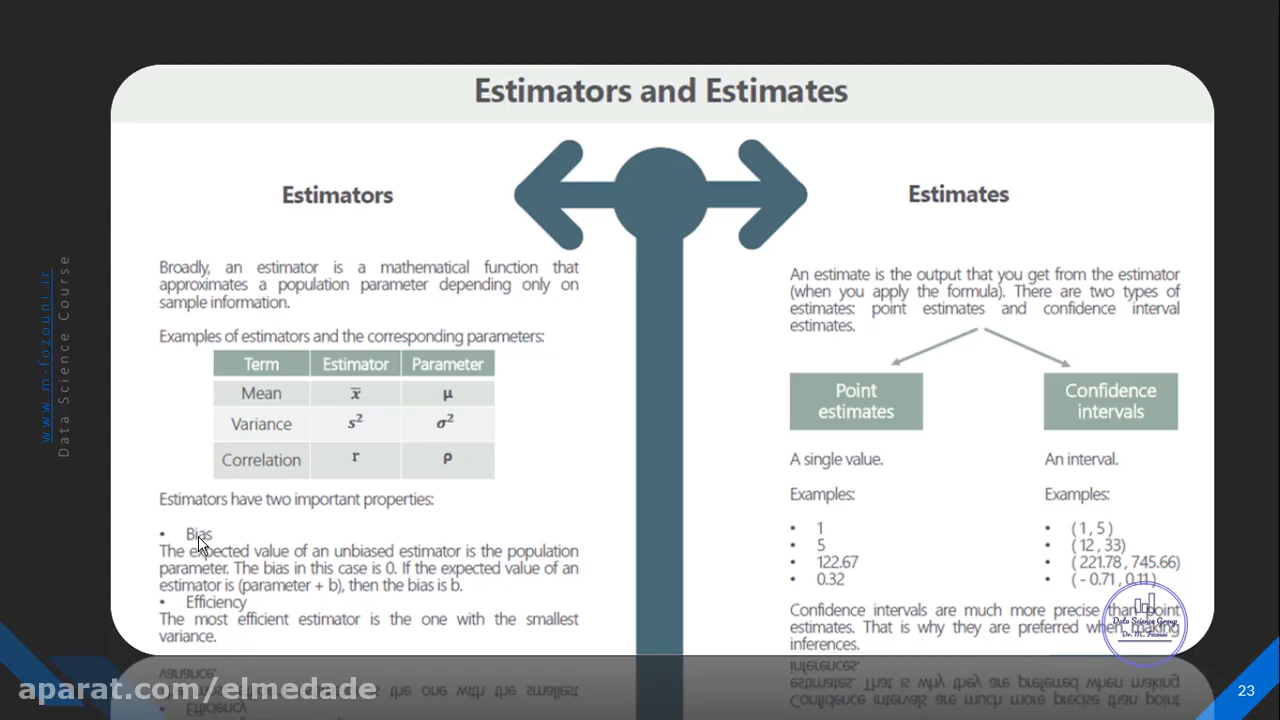 Estimators and Estimates
Estimators
Broadly, an estimator is a mathematical function that
approximates a population parameter depending only on
sample information.
Examples of estimators and the corresponding parameters:
Term Estimator Parameter
Mean x̅ μ
Variance s² σ²
Correlation r ρ
Estimators have two important properties:
• Bias
The expected value of an unbiased estimator is the population
parameter. The bias in this case is 0. If the expected value of an
estimator is (parameter + b), then the bias is b.
• Efficiency
The most efficient estimator is the one with the smallest
variance.
Estimates
An estimate is the output that you get from the estimator
(when you apply the formula). There are two types of
estimates: point estimates and confidence interval
estimates.
Point
estimates
A single value.
Examples:
• 1
• 5
• 122.67
• 0.32
Confidence
intervals
An interval.
Examples:
• ( 1 , 5 )
• ( 12 , 33)
• ( 221.78 , 745.66)
• ( - 0.71 , 0.11)
Confidence intervals are much more precise than point
estimates. That is why they are preferred when making
inferences.
Data Science Group
Dr. M. Fozouni
www.m-fozouni.ir
Data Science Course
aparat.com/elmedade
23